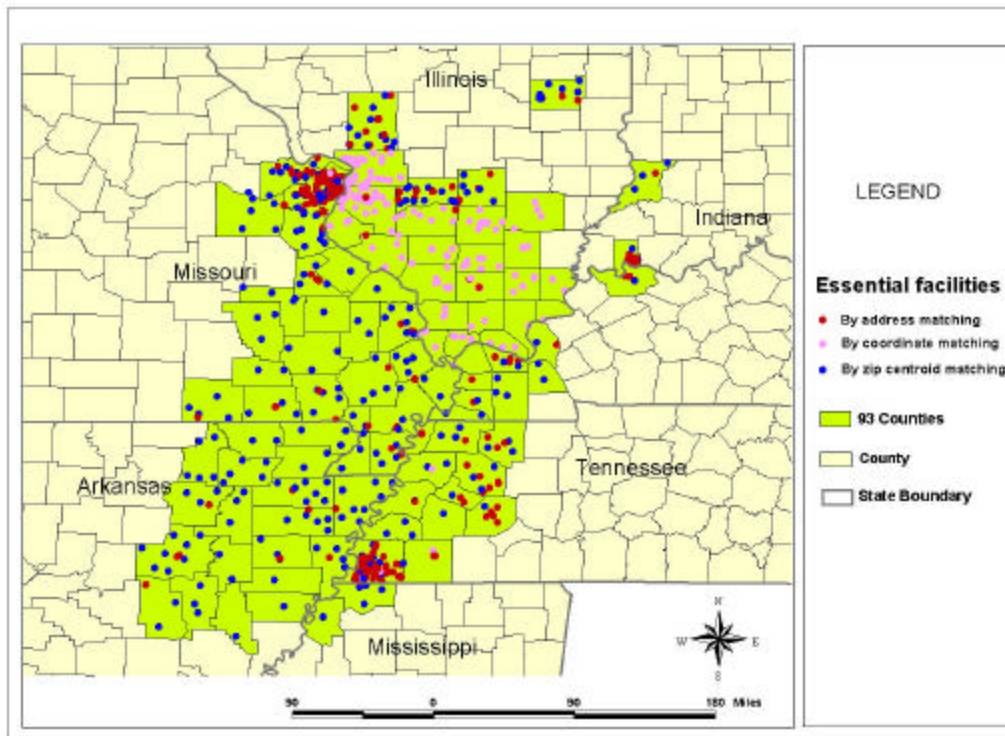 Illinois
Indiana
Missouri
Arkansas
Tennessee
Mississippi
LEGEND
Essential facilities
By address matching
By coordinate matching
By zip centroid matching
93 Counties
County
State Boundary
N
W E
S
90 0 90 180 Miles